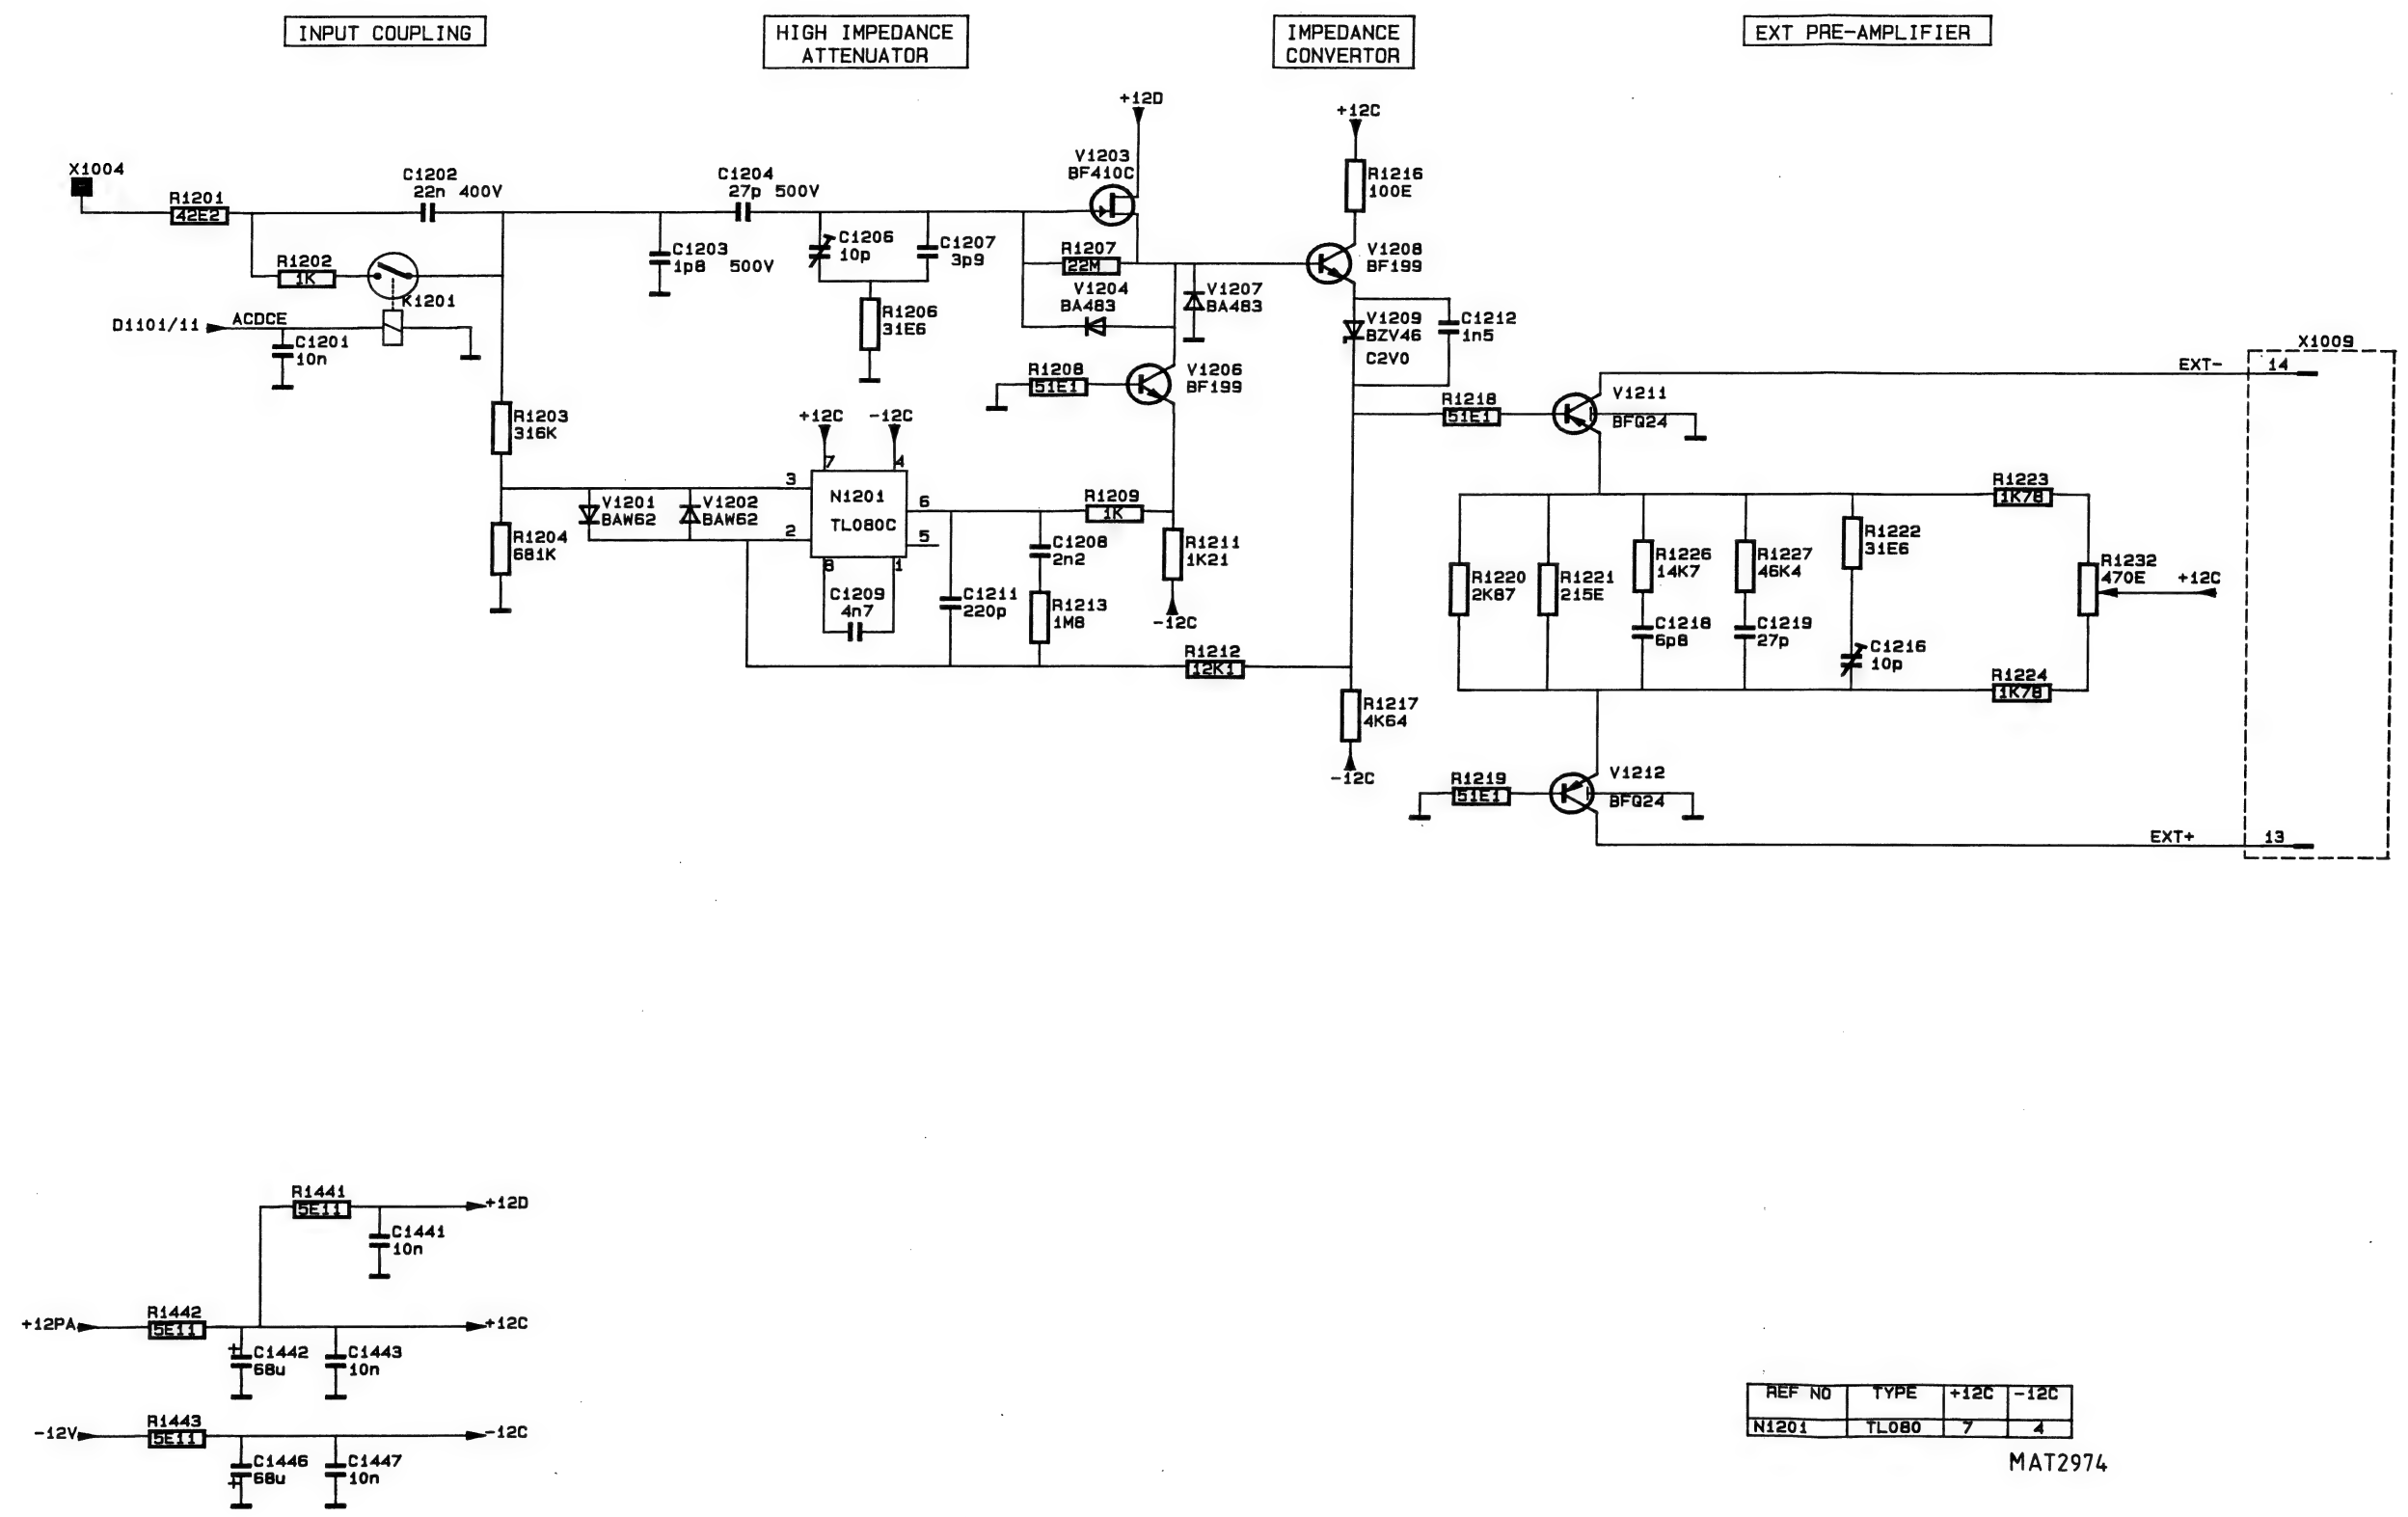 INPUT COUPLING
HIGH IMPEDANCE
ATTENUATOR
IMPEDANCE
CONVERTOR
EXT PRE-AMPLIFIER
X1004
R1201
42E2
C1202
22n 400V
R1202
1K
K1201
D1101/11
ACDCE
C1201
10n
R1203
316K
R1204
681K
C1203
1p8 500V
C1204
27p 500V
C1206
10p
C1207
3p9
R1206
31E6
+12D
V1203
BF410C
R1207
22M
V1204
BA483
V1207
BA483
R1208
51E1
V1206
BF199
V1201
BAW62
V1202
BAW62
+12C
-12C
7
4
3
N1201
6
TL080C
2
5
8
1
C1209
4n7
C1211
220p
C1208
2n2
R1213
1M8
R1209
1K
R1211
1K21
-12C
R1212
12K1
+12C
R1216
100E
V1208
BF199
V1209
BZV46
C2V0
C1212
1n5
R1217
4K64
-12C
R1218
51E1
V1211
BFQ24
EXT-
14
X1009
R1220
2K87
R1221
215E
R1226
14K7
C1218
6p8
R1227
46K4
C1219
27p
R1222
31E6
C1216
10p
R1223
1K78
R1232
470E
+12C
R1224
1K78
R1219
51E1
V1212
BFQ24
EXT+
13
R1441
5E11
+12D
C1441
10n
+12PA
R1442
5E11
+12C
+
C1442
68u
C1443
10n
-12V
R1443
5E11
-12C
C1446
+
68u
C1447
10n
REF NO TYPE +12C -12C
N1201 TL080 7 4
MAT2974